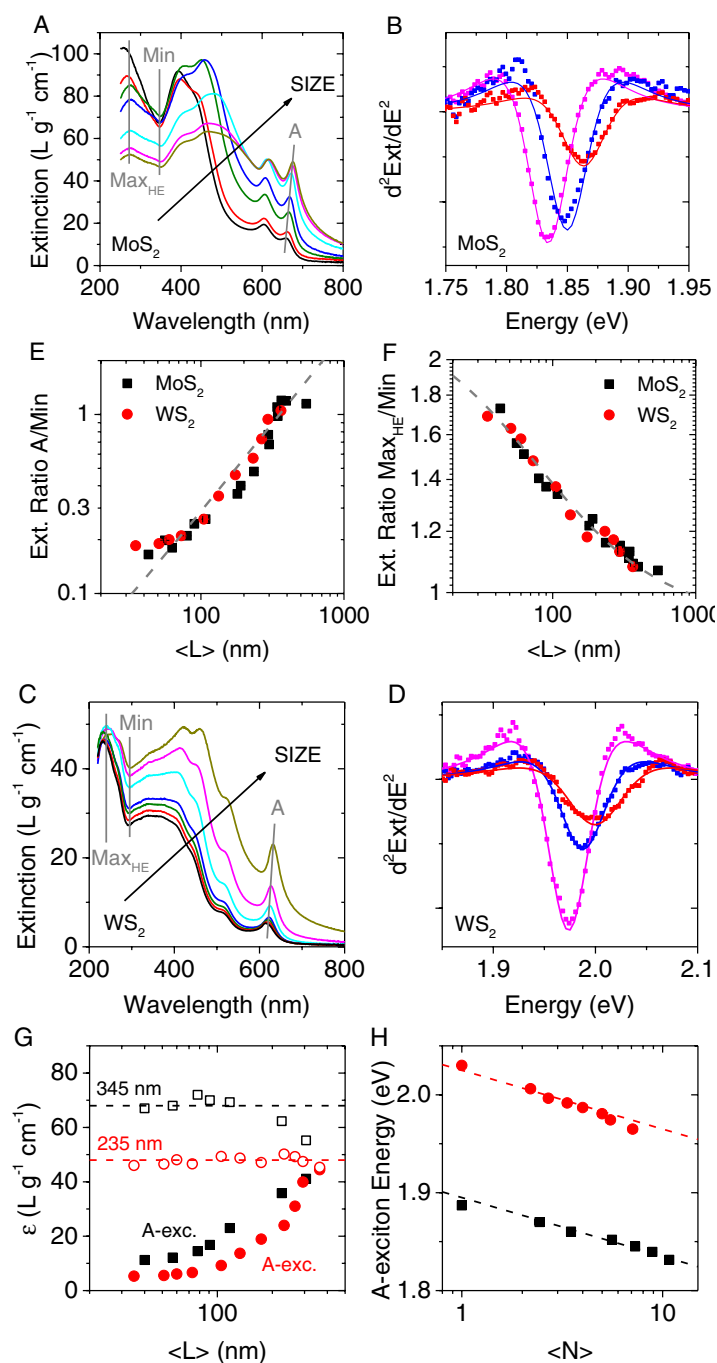 A
Extinction (L g⁻¹ cm⁻¹)
100
80
60
40
20
0
Min
SIZE
A
Max_HE
MoS₂
200 400 600 800
Wavelength (nm)
B
d²Ext/dE²
MoS₂
1.75 1.80 1.85 1.90 1.95
Energy (eV)
E
Ext. Ratio A/Min
1
0.3
0.1
MoS₂
WS₂
100 1000
<L> (nm)
F
Ext. Ratio Max_HE/Min
2
1.8
1.6
1.4
1.2
1
MoS₂
WS₂
100 1000
<L> (nm)
C
Extinction (L g⁻¹ cm⁻¹)
40
20
0
Min
SIZE
A
Max_HE
WS₂
200 400 600 800
Wavelength (nm)
D
d²Ext/dE²
WS₂
1.9 2.0 2.1
Energy (eV)
G
ε (L g⁻¹ cm⁻¹)
80
60
40
20
0
345 nm
235 nm
A-exc.
A-exc.
100
<L> (nm)
H
A-exciton Energy (eV)
2.0
1.9
1.8
1 10
<N>